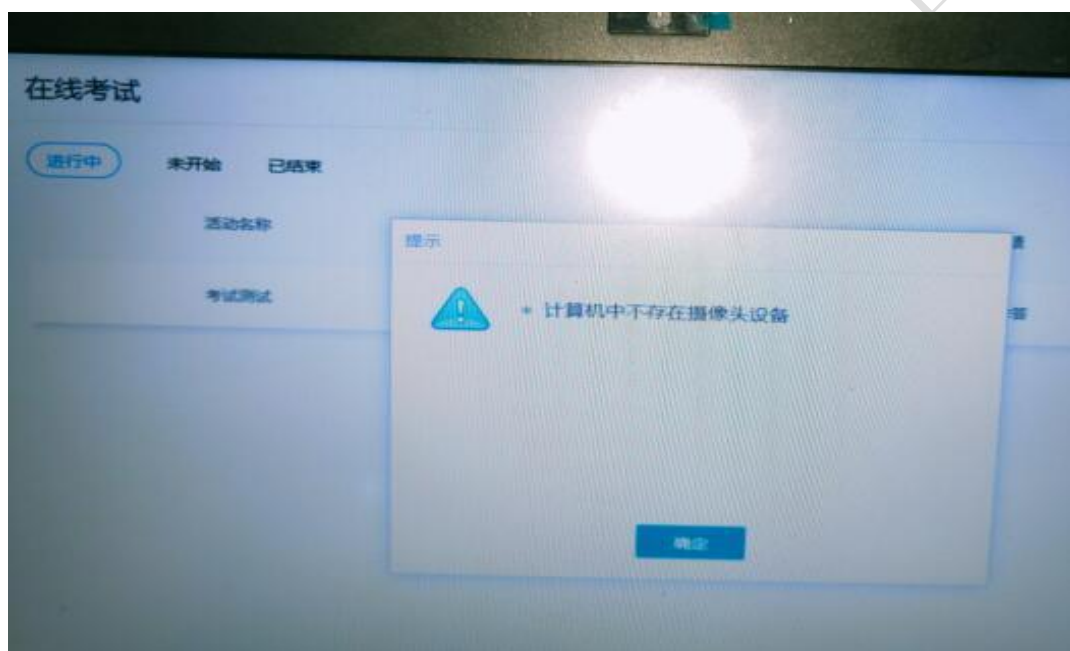 在线考试
进行中 未开始 已结束
活动名称
提示
考试测试
* 计算机中不存在摄像头设备
确定